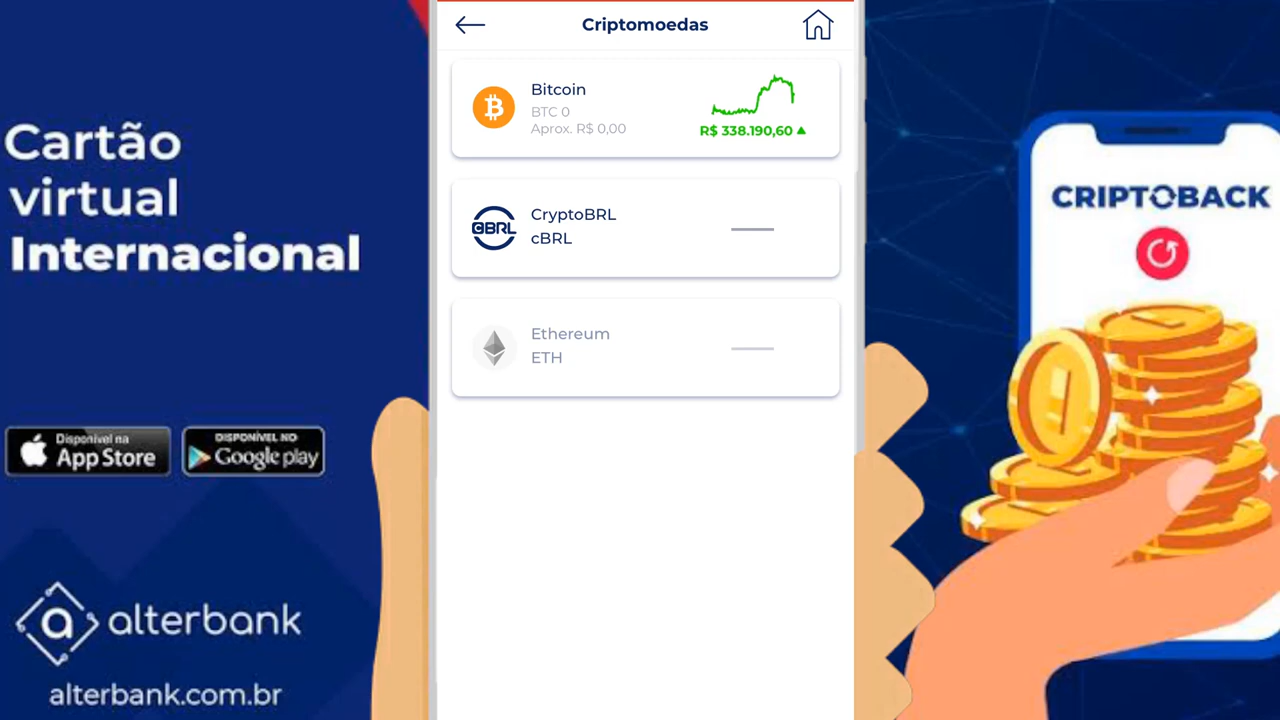 Cartão
virtual
Internacional
Disponível na
App Store
DISPONÍVEL NO
Google play
a
alterbank
alterbank.com.br
Criptomoedas
Bitcoin
BTC 0
Aprox. R$ 0,00
R$ 338.190,60
CBRL
CryptoBRL
cBRL
Ethereum
ETH
CRIPTOBACK